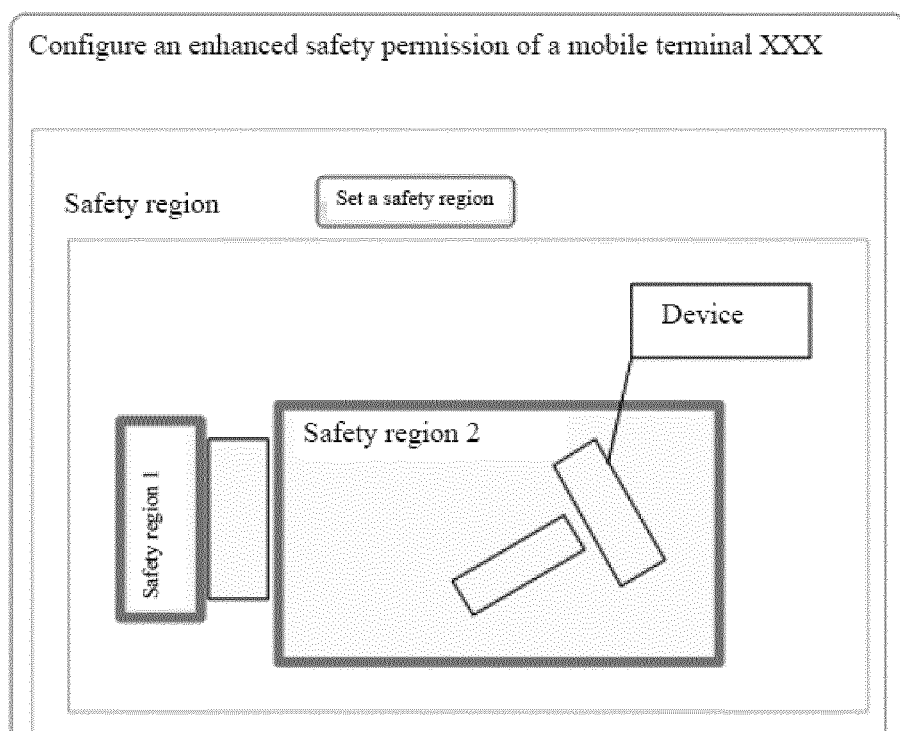 Configure an enhanced safety permission of a mobile terminal XXX
Safety region
Set a safety region
Device
Safety region 2
Safety region 1